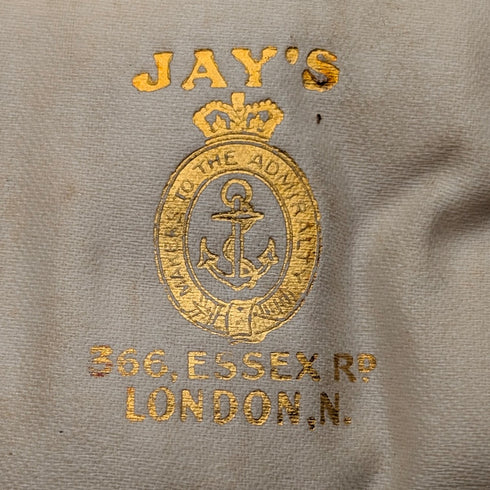 JAY'S
MAKERS TO THE ADMIRALTY
366, ESSEX RD
LONDON, N.